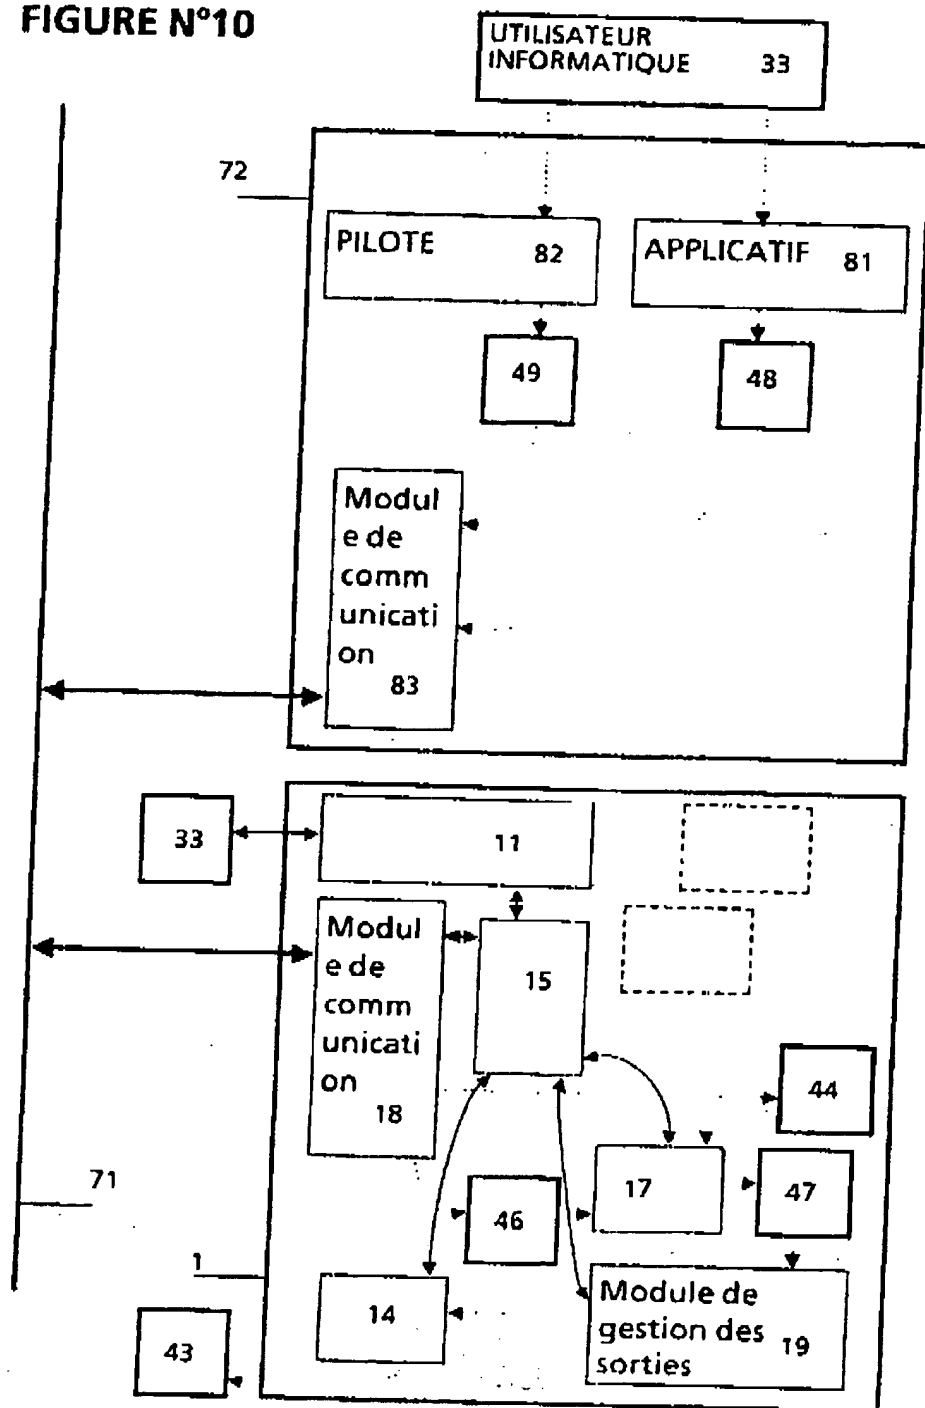 FIGURE N°10
UTILISATEUR
INFORMATIQUE 33
72
PILOTE 82
APPLICATIF 81
49
48
Modul
e de
comm
unicati
on
83
33
11
Modul
e de
comm
unicati
on
18
15
44
71
17
47
46
1
14
Module de
gestion des
sorties 19
43